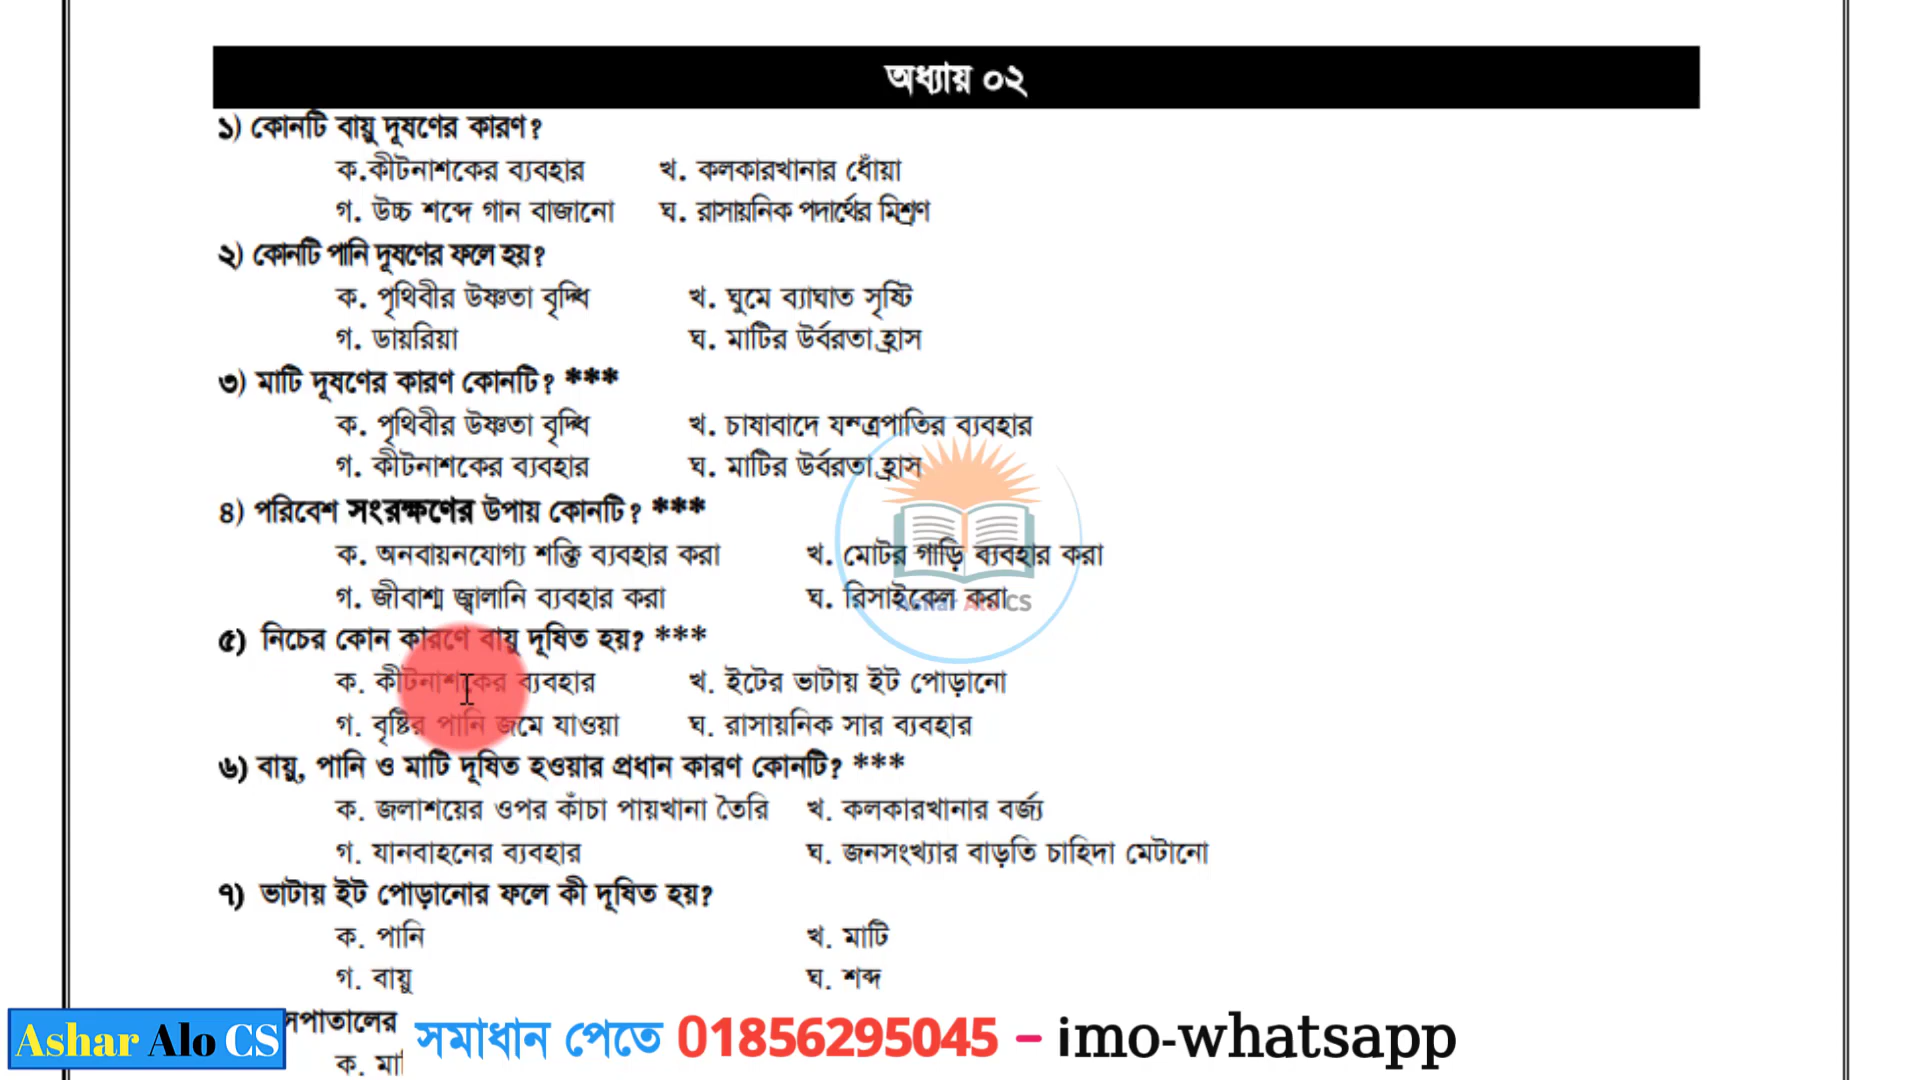 অধ্যায় ০২
১) কোনটি বায়ু দূষণের কারণ?
ক.কীটনাশকের ব্যবহার খ. কলকারখানার ধোঁয়া
গ. উচ্চ শব্দে গান বাজানো ঘ. রাসায়নিক পদার্থের মিশ্রণ
২) কোনটি পানি দূষণের ফলে হয়?
ক. পৃথিবীর উষ্ণতা বৃদ্ধি খ. ঘুমে ব্যাঘাত সৃষ্টি
গ. ডায়রিয়া ঘ. মাটির উর্বরতা হ্রাস
৩) মাটি দূষণের কারণ কোনটি? ***
ক. পৃথিবীর উষ্ণতা বৃদ্ধি খ. চাষাবাদে যন্ত্রপাতির ব্যবহার
গ. কীটনাশকের ব্যবহার ঘ. মাটির উর্বরতা হ্রাস
৪) পরিবেশ সংরক্ষণের উপায় কোনটি? ***
ক. অনবায়নযোগ্য শক্তি ব্যবহার করা খ. মোটর গাড়ি ব্যবহার করা
গ. জীবাশ্ম জ্বালানি ব্যবহার করা ঘ. রিসাইকেল করা
Ashar Alo CS
৫) নিচের কোন কারণে বায়ু দূষিত হয়? ***
ক. কীটনাশকের ব্যবহার খ. ইটের ভাটায় ইট পোড়ানো
গ. বৃষ্টির পানি জমে যাওয়া ঘ. রাসায়নিক সার ব্যবহার
৬) বায়ু, পানি ও মাটি দূষিত হওয়ার প্রধান কারণ কোনটি? ***
ক. জলাশয়ের ওপর কাঁচা পায়খানা তৈরি খ. কলকারখানার বর্জ্য
গ. যানবাহনের ব্যবহার ঘ. জনসংখ্যার বাড়তি চাহিদা মেটানো
৭) ভাটায় ইট পোড়ানোর ফলে কী দূষিত হয়?
ক. পানি খ. মাটি
গ. বায়ু ঘ. শব্দ
সপাতালের
Ashar Alo CS সমাধান পেতে 01856295045 – imo-whatsapp
ক. মা